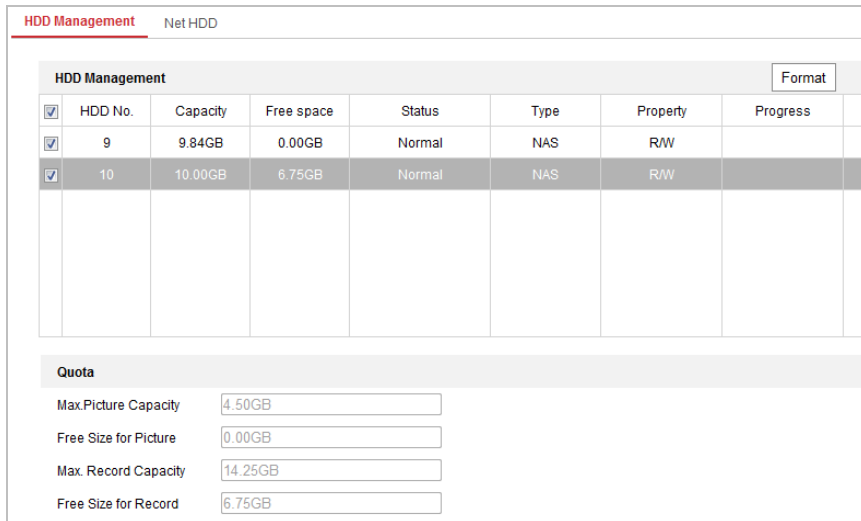 HDD Management Net HDD
HDD Management Format
HDD No. Capacity Free space Status Type Property Progress
9 9.84GB 0.00GB Normal NAS R/W
10 10.00GB 6.75GB Normal NAS R/W
Quota
Max.Picture Capacity 4.50GB
Free Size for Picture 0.00GB
Max. Record Capacity 14.25GB
Free Size for Record 6.75GB